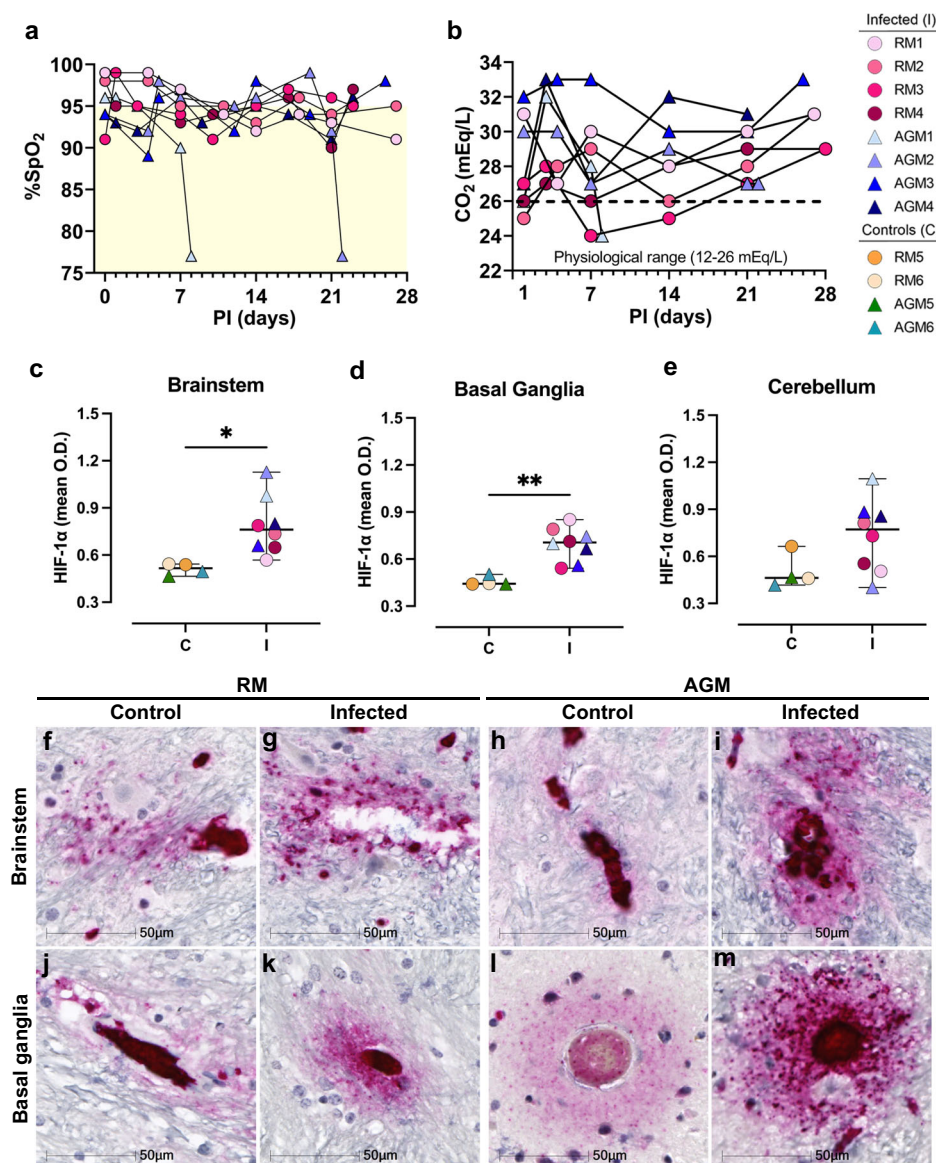 a
%SpO2
100
95
90
85
80
75
0
7
14
21
28
PI (days)
b
CO2 (mEq/L)
34
32
30
28
26
24
22
Physiological range (12-26 mEq/L)
1
7
14
21
28
PI (days)
Infected (I)
RM1
RM2
RM3
RM4
AGM1
AGM2
AGM3
AGM4
Controls (C
RM5
RM6
AGM5
AGM6
c
Brainstem
HIF-1α (mean O.D.)
1.5
1.2
0.9
0.6
0.3
*
C
I
d
Basal Ganglia
HIF-1α (mean O.D.)
1.5
1.2
0.9
0.6
0.3
**
C
I
e
Cerebellum
HIF-1α (mean O.D.)
1.5
1.2
0.9
0.6
0.3
C
I
RM
AGM
Control
Infected
Control
Infected
Brainstem
f
50µm
g
50µm
h
50µm
i
50µm
Basal ganglia
j
50µm
k
50µm
l
50µm
m
50µm